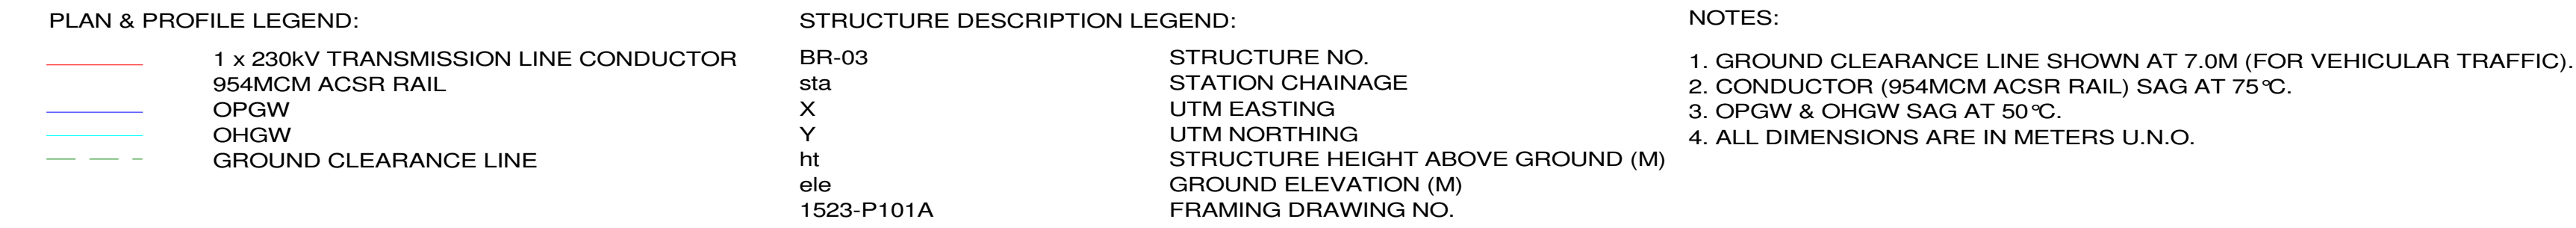 PLAN & PROFILE LEGEND:
1 x 230kV TRANSMISSION LINE CONDUCTOR
954MCM ACSR RAIL
OPGW
OHGW
GROUND CLEARANCE LINE
STRUCTURE DESCRIPTION LEGEND:
BR-03 STRUCTURE NO.
sta STATION CHAINAGE
X UTM EASTING
Y UTM NORTHING
ht STRUCTURE HEIGHT ABOVE GROUND (M)
ele GROUND ELEVATION (M)
1523-P101A FRAMING DRAWING NO.
NOTES:
1. GROUND CLEARANCE LINE SHOWN AT 7.0M (FOR VEHICULAR TRAFFIC).
2. CONDUCTOR (954MCM ACSR RAIL) SAG AT 75°C.
3. OPGW & OHGW SAG AT 50°C.
4. ALL DIMENSIONS ARE IN METERS U.N.O.